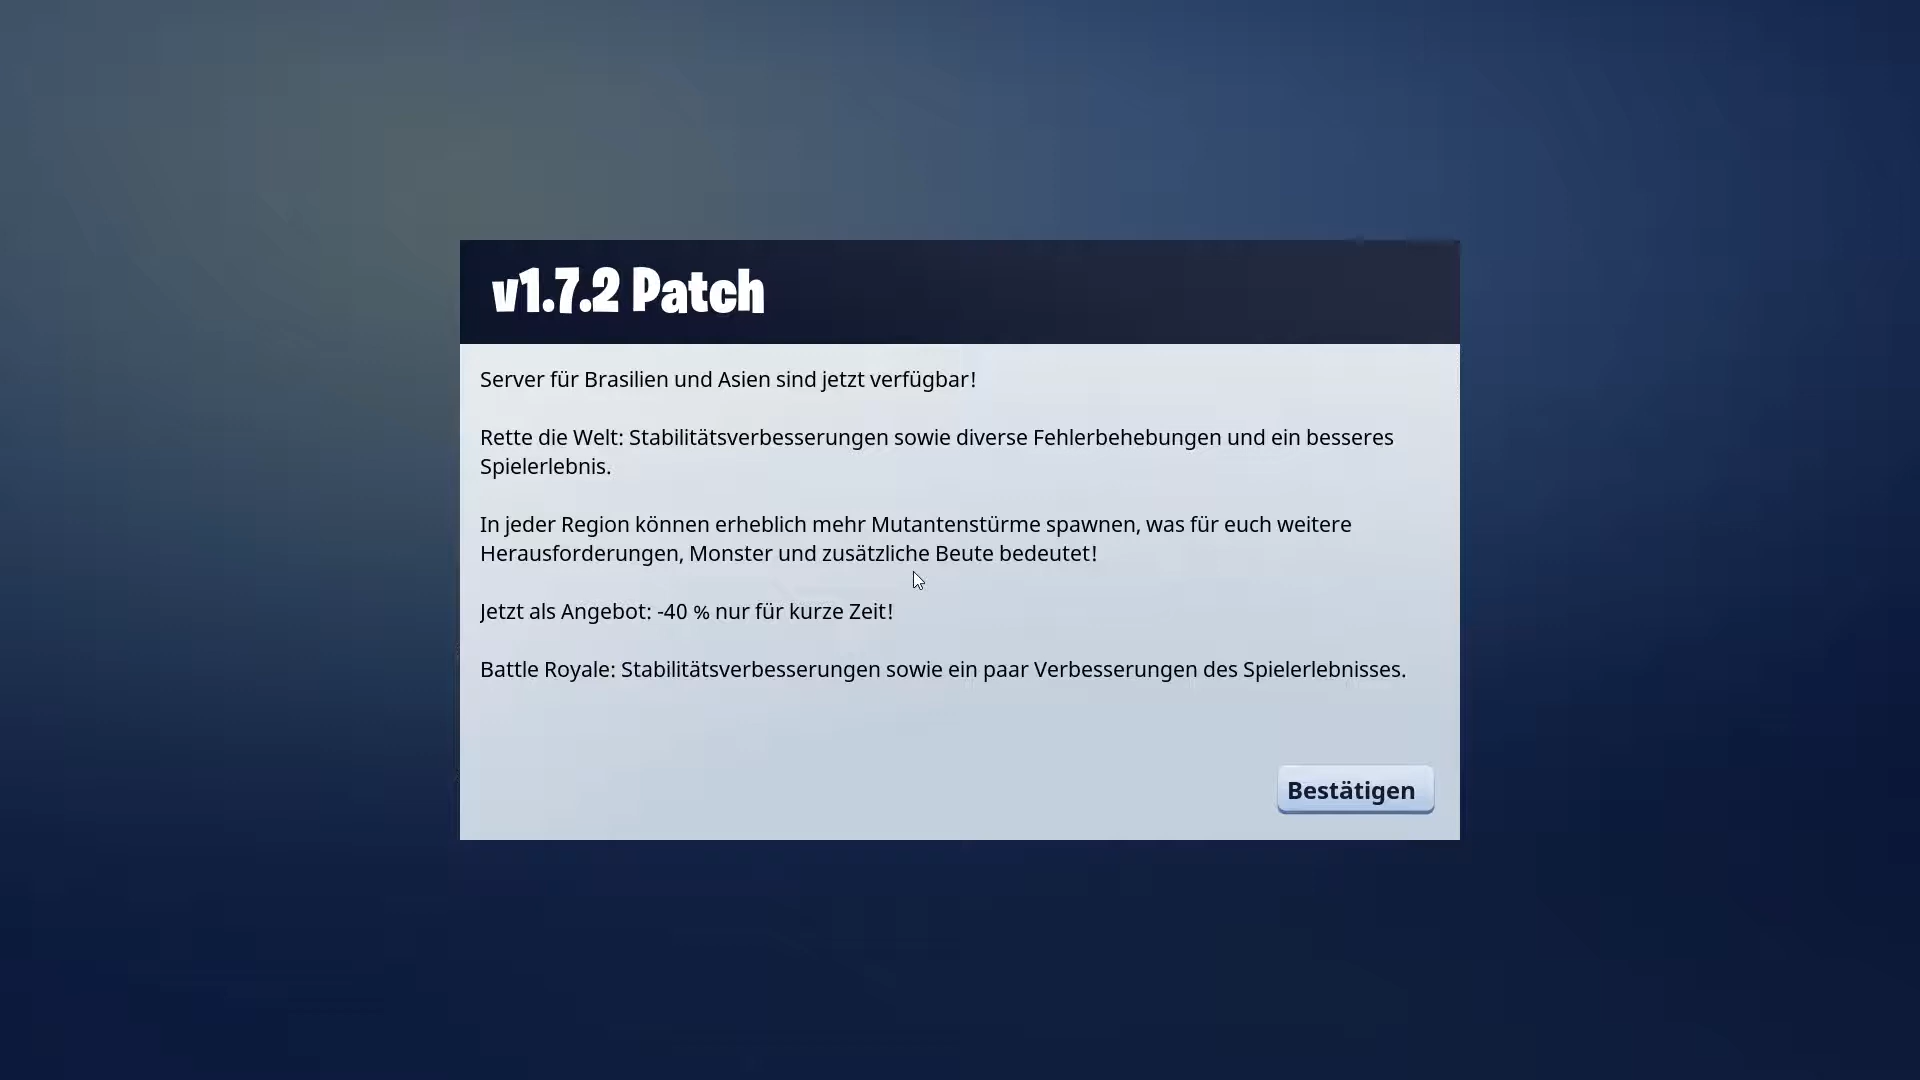 v1.7.2 Patch
Server für Brasilien und Asien sind jetzt verfügbar!
Rette die Welt: Stabilitätsverbesserungen sowie diverse Fehlerbehebungen und ein besseres
Spielerlebnis.
In jeder Region können erheblich mehr Mutantenstürme spawnen, was für euch weitere
Herausforderungen, Monster und zusätzliche Beute bedeutet!
Jetzt als Angebot: -40 % nur für kurze Zeit!
Battle Royale: Stabilitätsverbesserungen sowie ein paar Verbesserungen des Spielerlebnisses.
Bestätigen